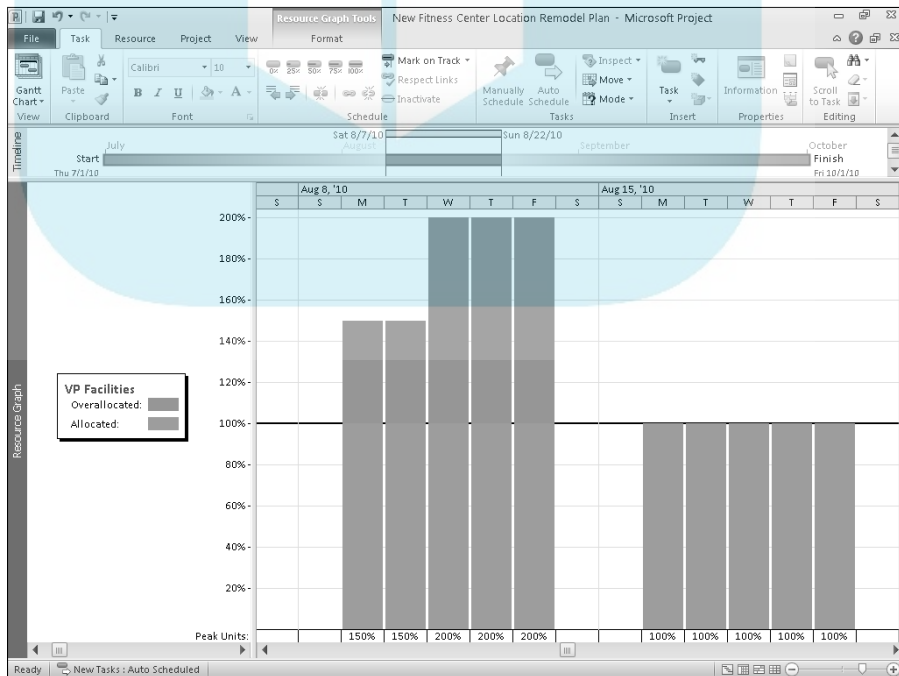 Resource Graph Tools
New Fitness Center Location Remodel Plan - Microsoft Project
File Task Resource Project View Format
Gantt Chart
View
Paste
Clipboard
Calibri 10
B I U A
Font
0% 25% 50% 75% 100%
Mark on Track
Respect Links
Inactivate
Schedule
Manually Schedule
Auto Schedule
Inspect
Move
Mode
Tasks
Task
Insert
Information
Properties
Scroll to Task
Editing
Timeline
Sat 8/7/10 Sun 8/22/10
July August September October
Start
Thu 7/1/10
Finish
Fri 10/1/10
Resource Graph
Aug 8, '10 Aug 15, '10
S S M T W T F S S M T W T F S
200%
180%
160%
140%
120%
100%
80%
60%
40%
20%
VP Facilities
Overallocated:
Allocated:
Peak Units: 150% 150% 200% 200% 200% 100% 100% 100% 100% 100%
Ready New Tasks : Auto Scheduled